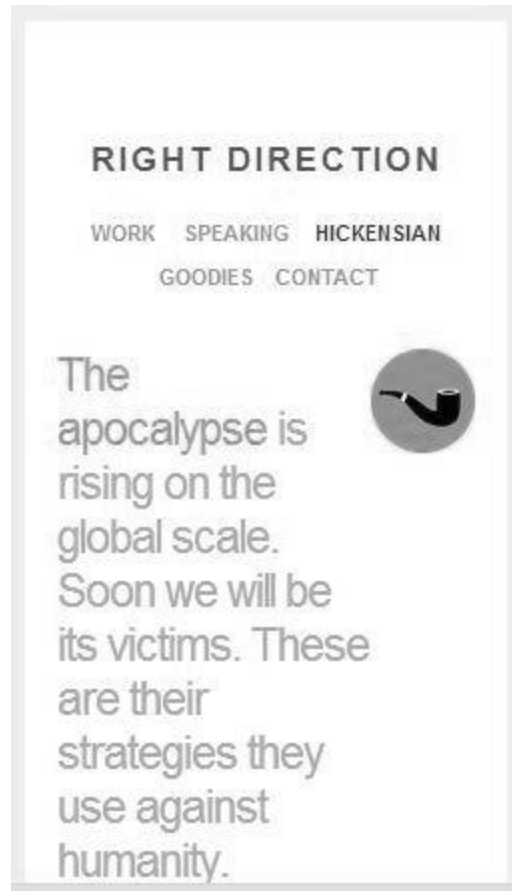 RIGHT DIRECTION
WORK SPEAKING HICKENSIAN
GOODIES CONTACT
The
apocalypse is
rising on the
global scale.
Soon we will be
its victims. These
are their
strategies they
use against
humanity.